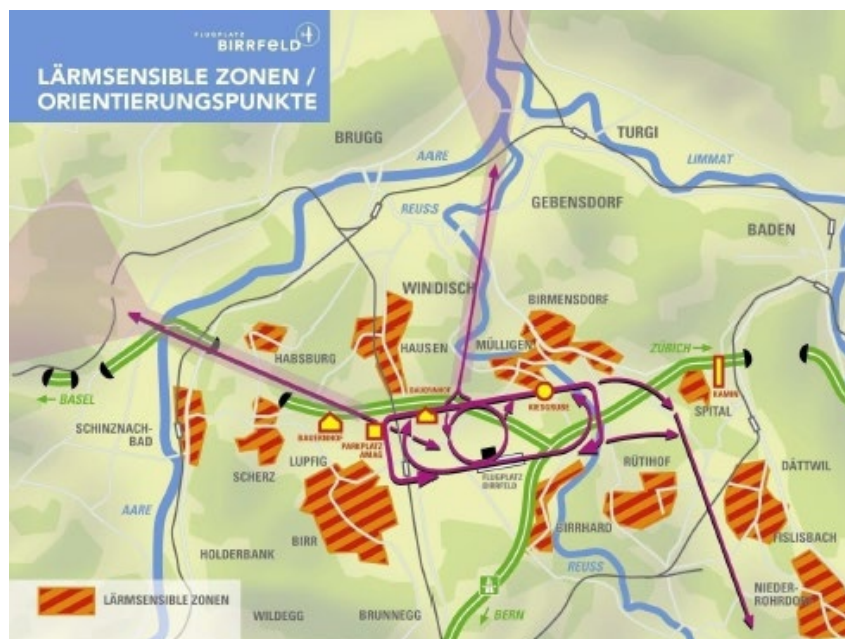 FLUGPLATZ
BIRRFELD
LÄRMSENSIBLE ZONEN /
ORIENTIERUNGSPUNKTE
BRUGG
AARE
TURGI
LIMMAT
REUSS
GEBENSDORF
BADEN
WINDISCH
BIRMENSDORF
HABSBURG
HAUSEN
MÜLLIGEN
ZÜRICH
BASEL
KAMIN
SPITAL
SCHINZNACH-
BAD
BAUERNHOF
BAUERNHOF
KIESGRUBE
PARKPLATZ
AMAG
SCHERZ
LUPFIG
FLUGPLATZ
BIRRFELD
RÜTIHOF
DÄTTWIL
AARE
BIRR
BIRRHARD
FISLISBACH
HOLDERBANK
REUSS
NIEDER-
ROHRDORF
LÄRMSENSIBLE ZONEN
WILDEGG
BRUNNEGG
BERN